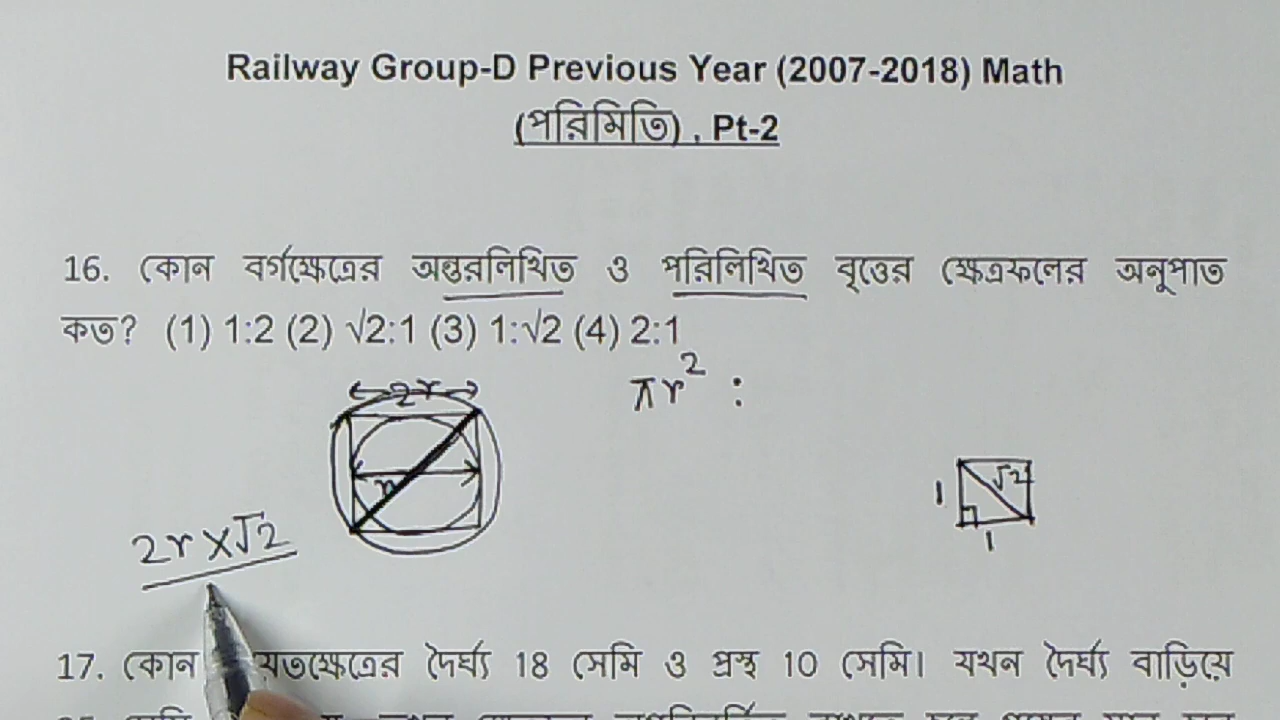 Railway Group-D Previous Year (2007-2018) Math
(পরিমিতি) , Pt-2
16. কোন বর্গক্ষেত্রের অন্তরলিখিত ও পরিলিখিত বৃত্তের ক্ষেত্রফলের অনুপাত
কত? (1) 1:2 (2) √2:1 (3) 1:√2 (4) 2:1
2r
πr² :
r
√2
1
1
2r×√2
17. কোন দৈর্ঘ্য 18 সেমি ও প্রস্থ 10 সেমি। যখন দৈর্ঘ্য বাড়িয়ে